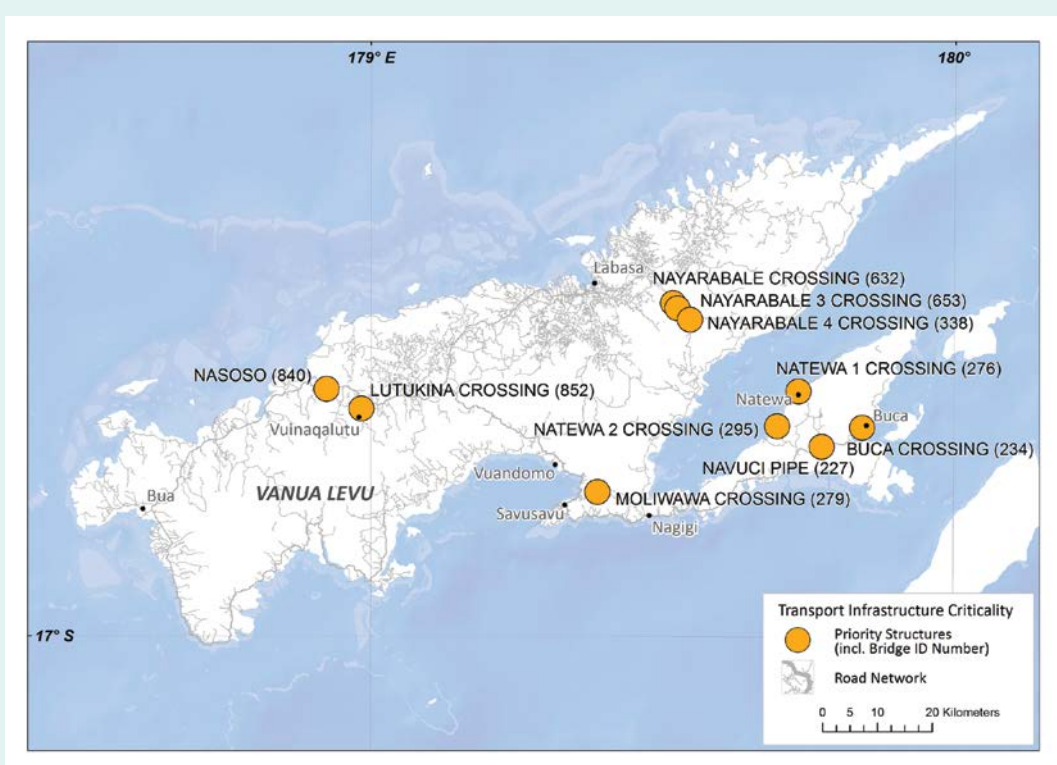 179° E
180°
Labasa
NAYARABALE CROSSING (632)
NAYARABALE 3 CROSSING (653)
NAYARABALE 4 CROSSING (338)
NASOSO (840)
LUTUKINA CROSSING (852)
NATEWA 1 CROSSING (276)
Natewa
Vuinaqalutu
Buca
NATEWA 2 CROSSING (295)
BUCA CROSSING (234)
NAVUCI PIPE (227)
Vuandomo
Bua
VANUA LEVU
MOLIWAWA CROSSING (279)
Savusavu
Nagigi
17° S
Transport Infrastructure Criticality
Priority Structures
(incl. Bridge ID Number)
Road Network
0 5 10 20 Kilometers